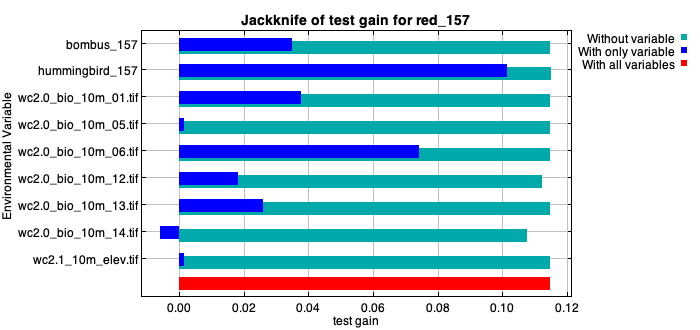 Jackknife of test gain for red_157
Without variable
With only variable
With all variables
Environmental Variable
bombus_157
hummingbird_157
wc2.0_bio_10m_01.tif
wc2.0_bio_10m_05.tif
wc2.0_bio_10m_06.tif
wc2.0_bio_10m_12.tif
wc2.0_bio_10m_13.tif
wc2.0_bio_10m_14.tif
wc2.1_10m_elev.tif
0.00 0.02 0.04 0.06 0.08 0.10 0.12
test gain